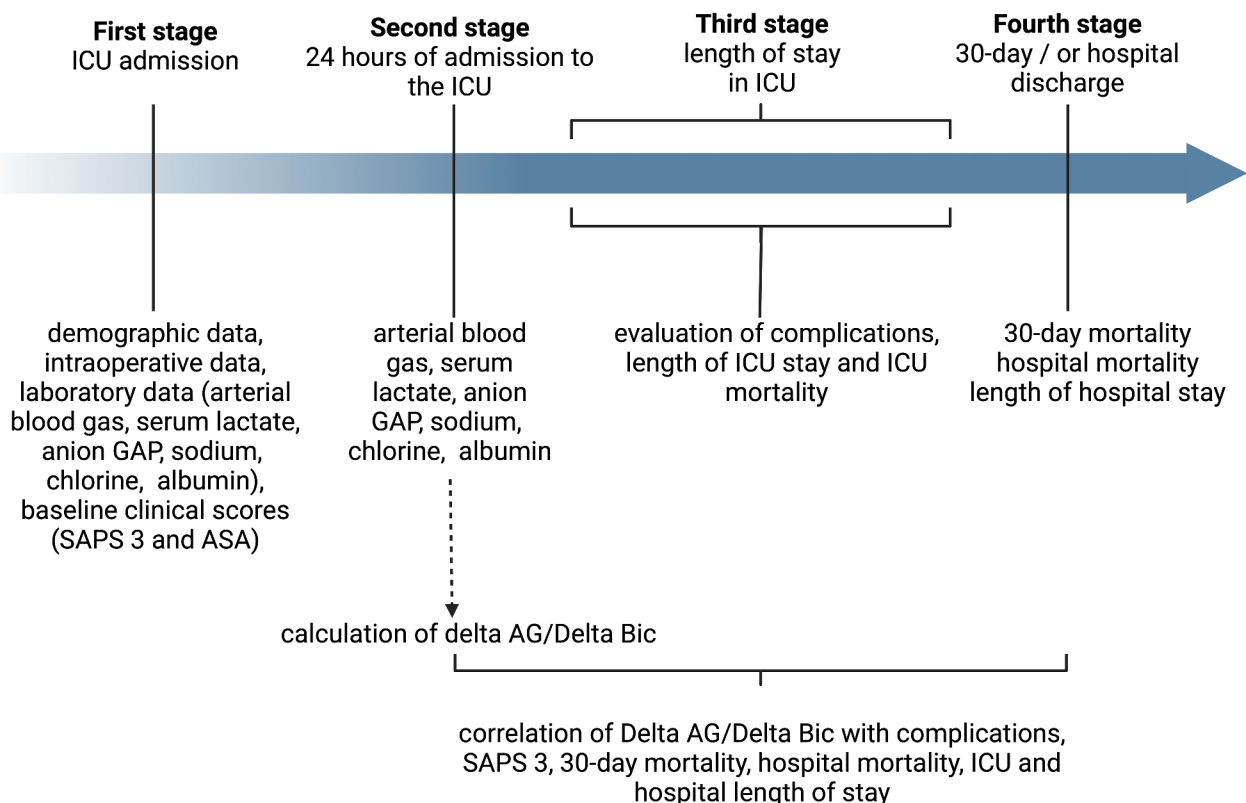 First stage
ICU admission
Second stage
24 hours of admission to
the ICU
Third stage
length of stay
in ICU
Fourth stage
30-day / or hospital
discharge
demographic data,
intraoperative data,
laboratory data (arterial
blood gas, serum lactate,
anion GAP, sodium,
chlorine, albumin),
baseline clinical scores
(SAPS 3 and ASA)
arterial blood
gas, serum
lactate, anion
GAP, sodium,
chlorine, albumin
evaluation of complications,
length of ICU stay and ICU
mortality
30-day mortality
hospital mortality
length of hospital stay
calculation of delta AG/Delta Bic
correlation of Delta AG/Delta Bic with complications,
SAPS 3, 30-day mortality, hospital mortality, ICU and
hospital length of stay